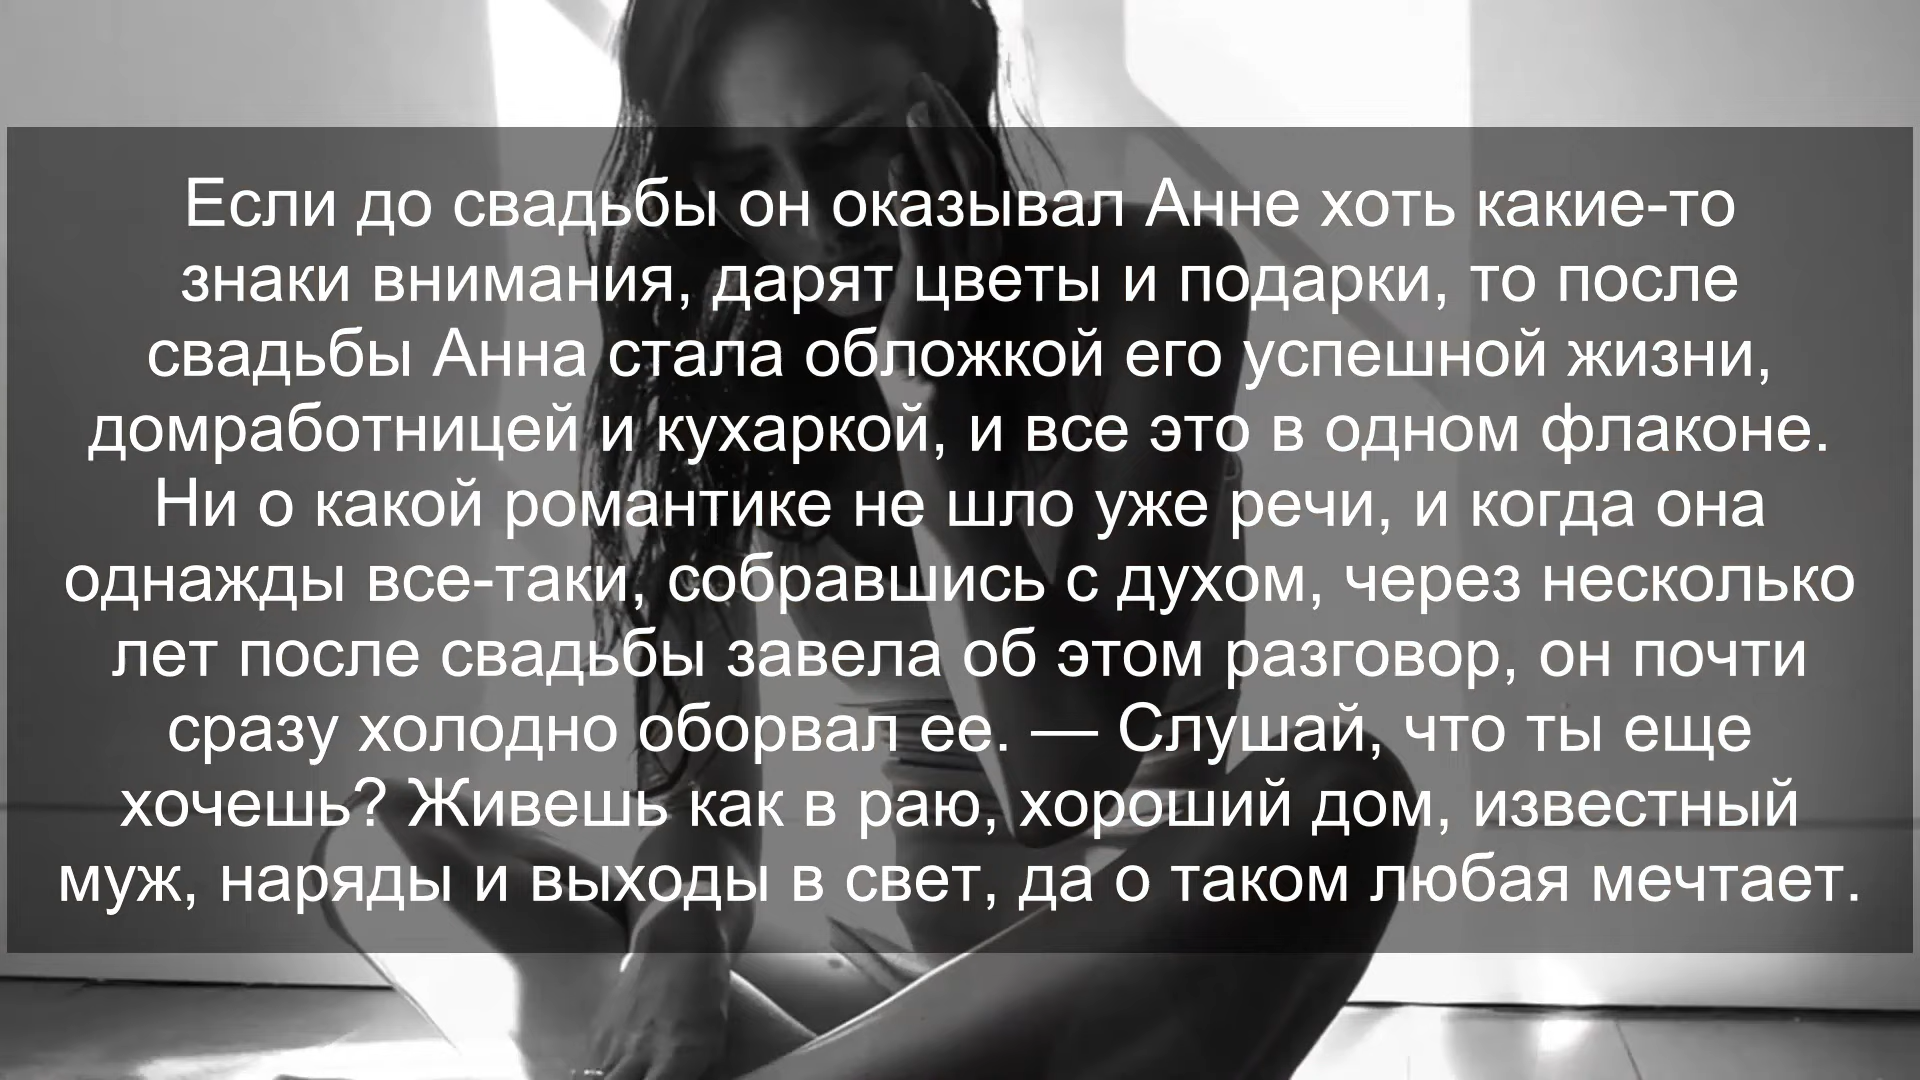 Если до свадьбы он оказывал Анне хоть какие-то
знаки внимания, дарят цветы и подарки, то после
свадьбы Анна стала обложкой его успешной жизни,
домработницей и кухаркой, и все это в одном флаконе.
Ни о какой романтике не шло уже речи, и когда она
однажды все-таки, собравшись с духом, через несколько
лет после свадьбы завела об этом разговор, он почти
сразу холодно оборвал ее. — Слушай, что ты еще
хочешь? Живешь как в раю, хороший дом, известный
муж, наряды и выходы в свет, да о таком любая мечтает.